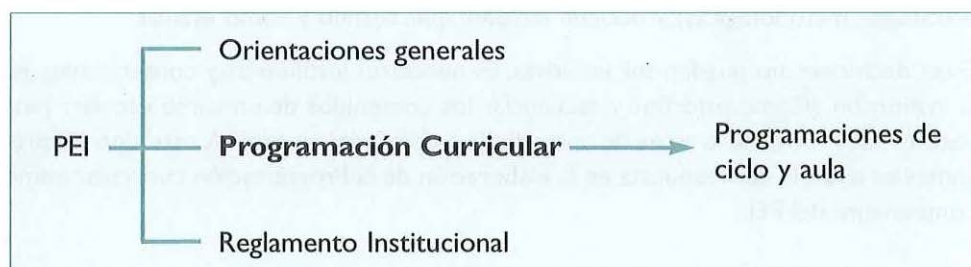 Orientaciones generales
PEI
Programación Curricular
Programaciones de
ciclo y aula
Reglamento Institucional